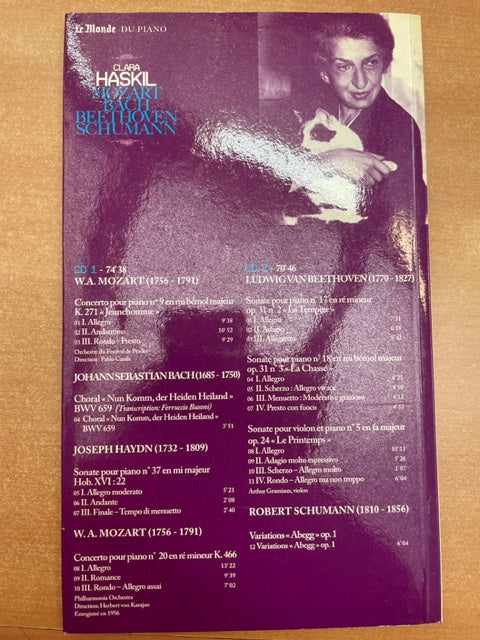 Le Monde DU PIANO
CLARA
HASKIL
MOZART
BACH
BEETHOVEN
SCHUMANN
CD 1 - 74'38
W.A. MOZART (1756 - 1791)
Concerto pour piano n° 9 en mi bémol majeur
K. 271 « Jeunehomme »
01 I. Allegro 9'38
02 II. Andantino 10'52
03 III. Rondo - Presto 9'29
Orchestre du Festival de Prades
Direction: Pablo Casals
JOHANN SEBASTIAN BACH (1685 - 1750)
Choral « Nun Komm, der Heiden Heiland »
BWV 659 (Transcription: Ferruccio Busoni)
04 Choral « Nun Komm, der Heiden Heiland »
BWV 659 3'51
JOSEPH HAYDN (1732 - 1809)
Sonate pour piano n° 37 en mi majeur
Hob. XVI : 22
05 I. Allegro moderato 5'21
06 II. Andante 2'08
07 III. Finale – Tempo di menuetto 2'40
W. A. MOZART (1756 - 1791)
Concerto pour piano n° 20 en ré mineur K. 466
08 I. Allegro 13'22
09 II. Romance 9'39
10 III. Rondo – Allegro assai 7'02
Philharmonia Orchestra
Direction: Herbert von Karajan
Enregistré en 1956
CD 2 - 70'46
LUDWIG VAN BEETHOVEN (1770 - 1827)
Sonate pour piano n° 17 en ré mineur
op. 31 n° 2 « La Tempête »
01 I. Allegro
02 II. Adagio
03 III. Allegretto
Sonate pour piano n° 18 en mi bémol majeur
op. 31 n° 3 « La Chasse »
04 I. Allegro
05 II. Scherzo : Allegro vivace
06 III. Menuetto : Moderato e grazioso
07 IV. Presto con fuoco
Sonate pour violon et piano n° 5 en fa majeur
op. 24 « Le Printemps »
08 I. Allegro 10'11
09 II. Adagio molto espressivo 5'26
10 III. Scherzo – Allegro molto 1'07
11 IV. Rondo – Allegro ma non troppo 6'04
Arthur Grumiaux, violon
ROBERT SCHUMANN (1810 - 1856)
Variations « Abegg » op. 1
12 Variations « Abegg » op. 1 6'04